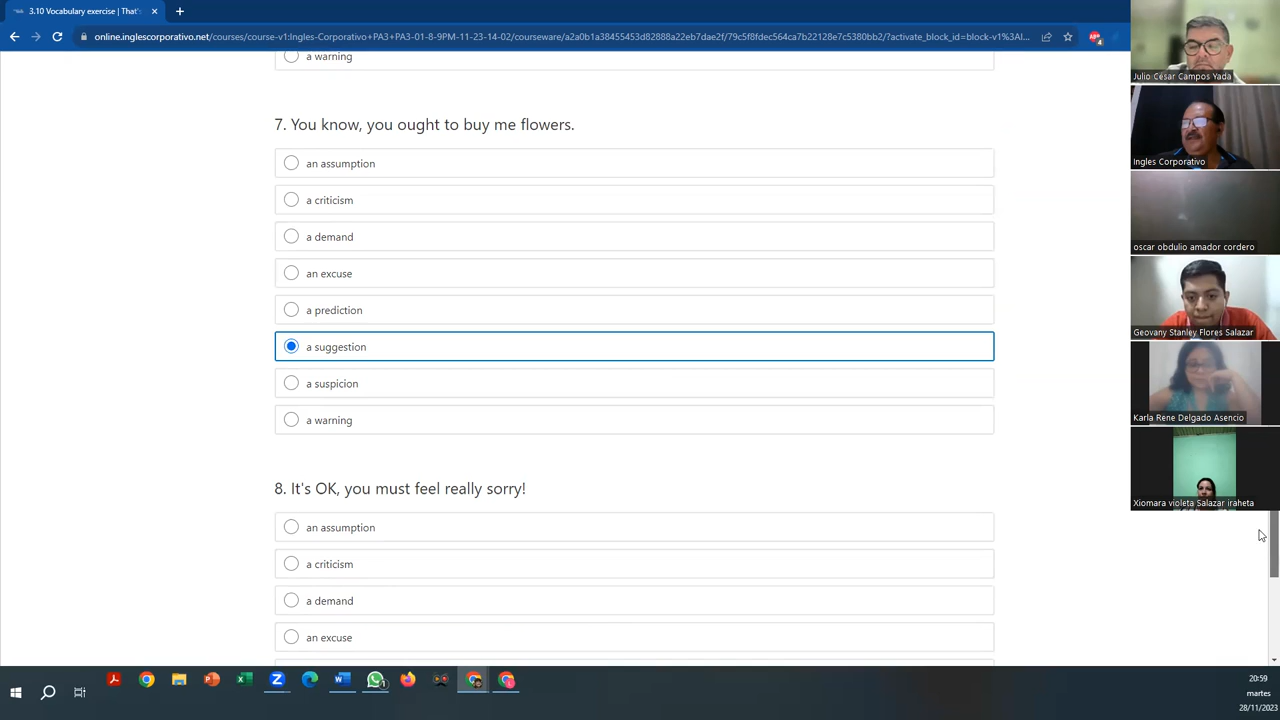 3.10 Vocabulary exercise | That'
online.inglescorporativo.net/courses/course-v1:Ingles-Corporativo+PA3+PA3-01-8-9PM-11-23-14-02/courseware/a2a0b1a38455453d82888a22eb7dae2f/79c5f8fdec564ca7b22128e7c5380bb2/?activate_block_id=block-v1%3AI...
a warning
7. You know, you ought to buy me flowers.
an assumption
a criticism
a demand
an excuse
a prediction
a suggestion
a suspicion
a warning
8. It's OK, you must feel really sorry!
an assumption
a criticism
a demand
an excuse
Julio César Campos Yada
Ingles Corporativo
oscar obdulio amador cordero
Geovany Stanley Flores Salazar
Karla Rene Delgado Asencio
Xiomara violeta Salazar iraheta
20:59
martes
28/11/2023